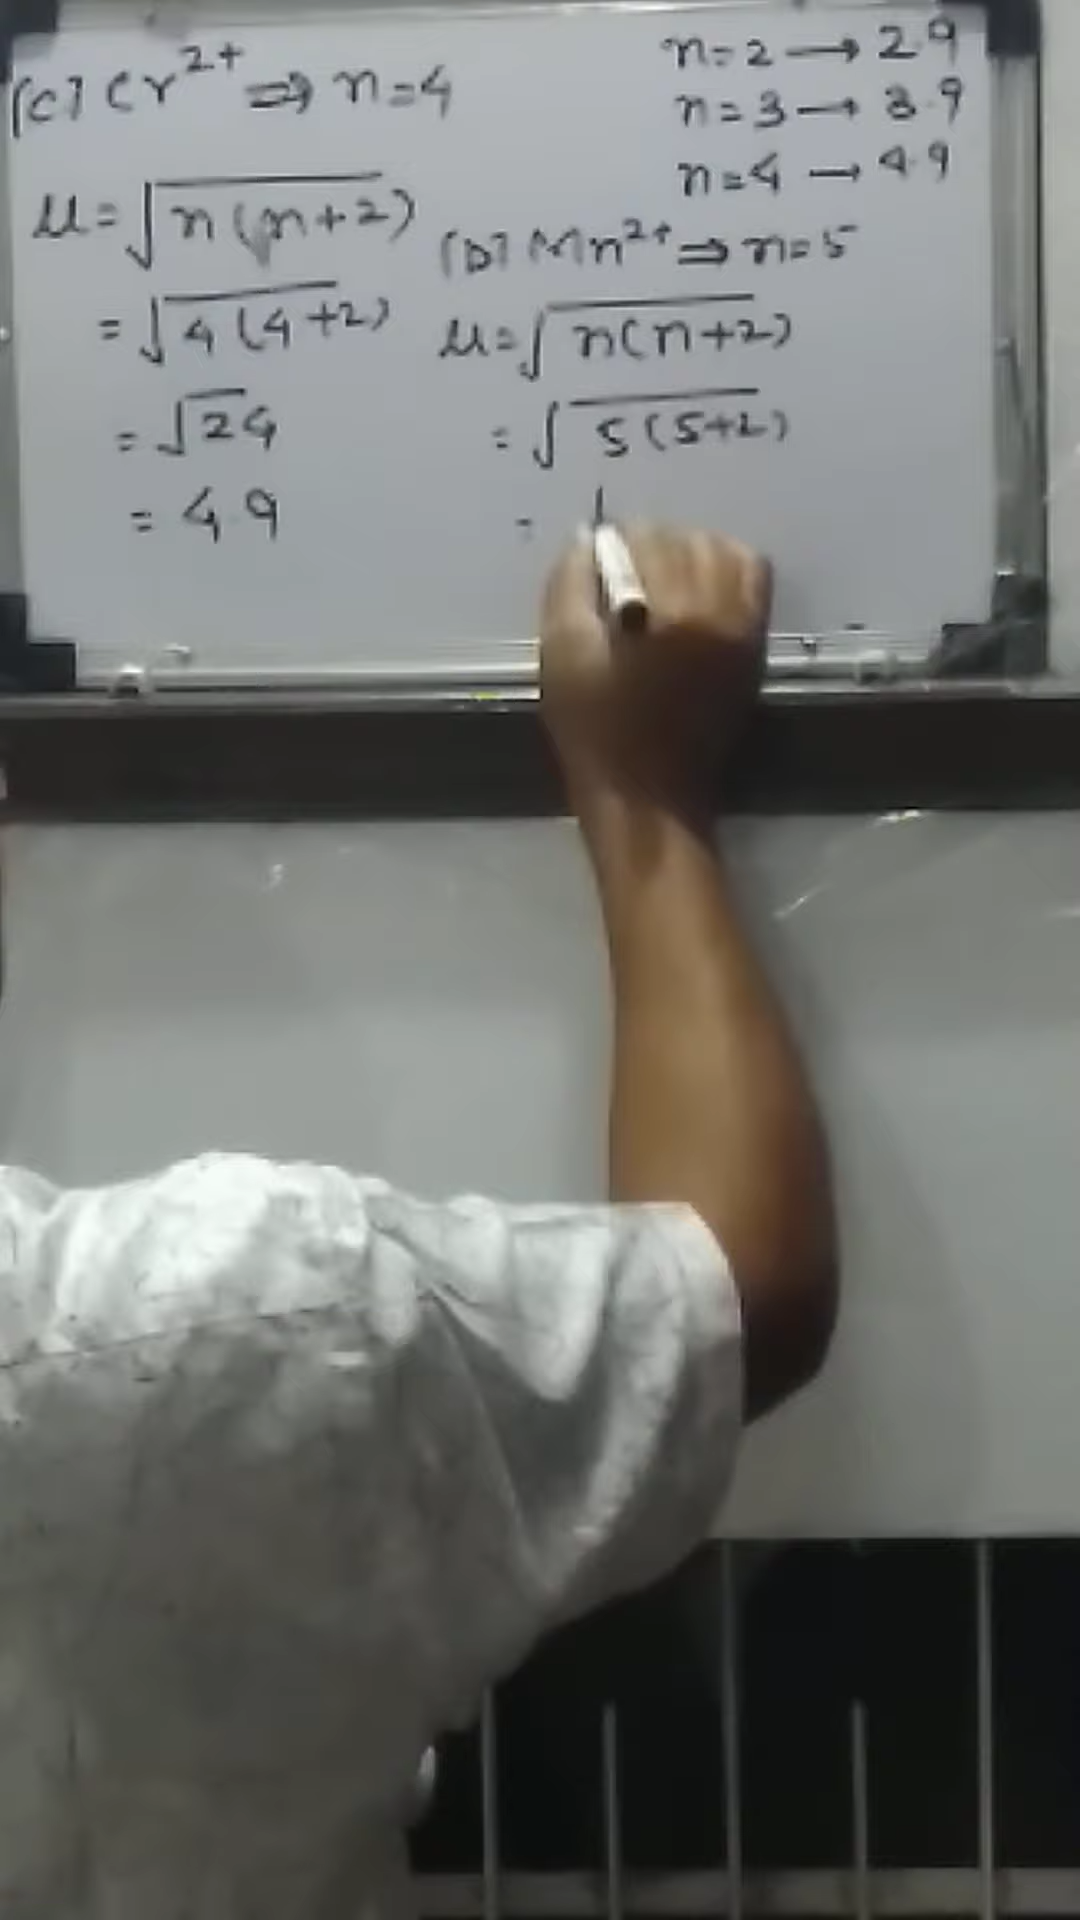 [C] Cr²⁺ ⇒ n=4
μ=√n(n+2)
=√4(4+2)
=√24
= 4.9
n=2 → 2.9
n=3 → 3.9
n=4 → 4.9
[D] Mn²⁺ ⇒ n=5
μ=√n(n+2)
=√5(5+2)
=